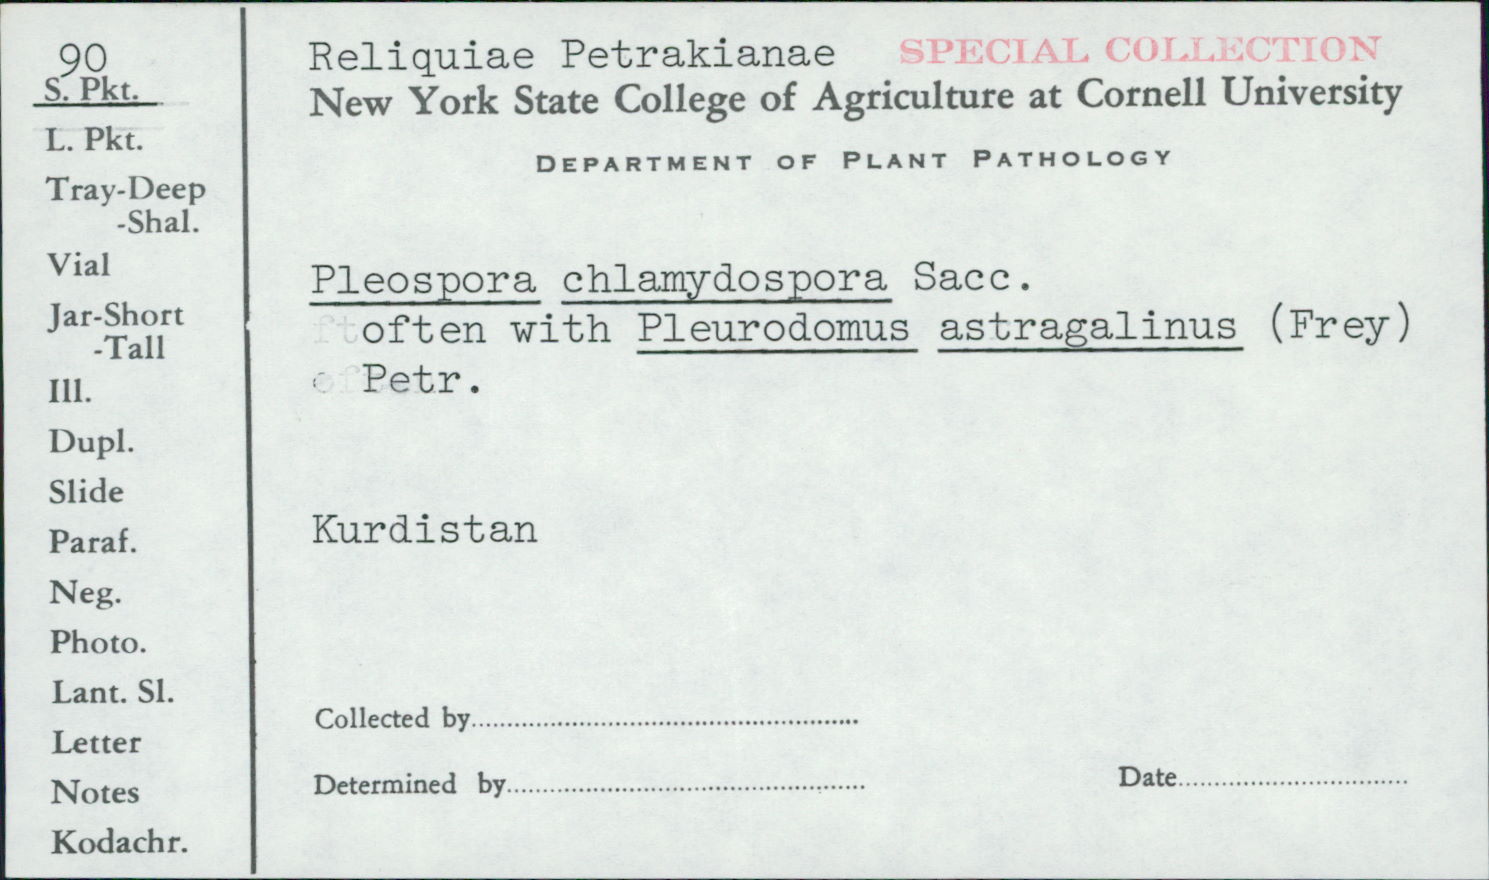 90
S. Pkt.
L. Pkt.
Tray-Deep
-Shal.
Vial
Jar-Short
-Tall
Ill.
Dupl.
Slide
Paraf.
Neg.
Photo.
Lant. Sl.
Letter
Notes
Kodachr.
Reliquiae Petrakianae SPECIAL COLLECTION
New York State College of Agriculture at Cornell University
DEPARTMENT OF PLANT PATHOLOGY
Pleospora chlamydospora Sacc.
often with Pleurodomus astragalinus (Frey)
Petr.
Kurdistan
Collected by
Determined by Date